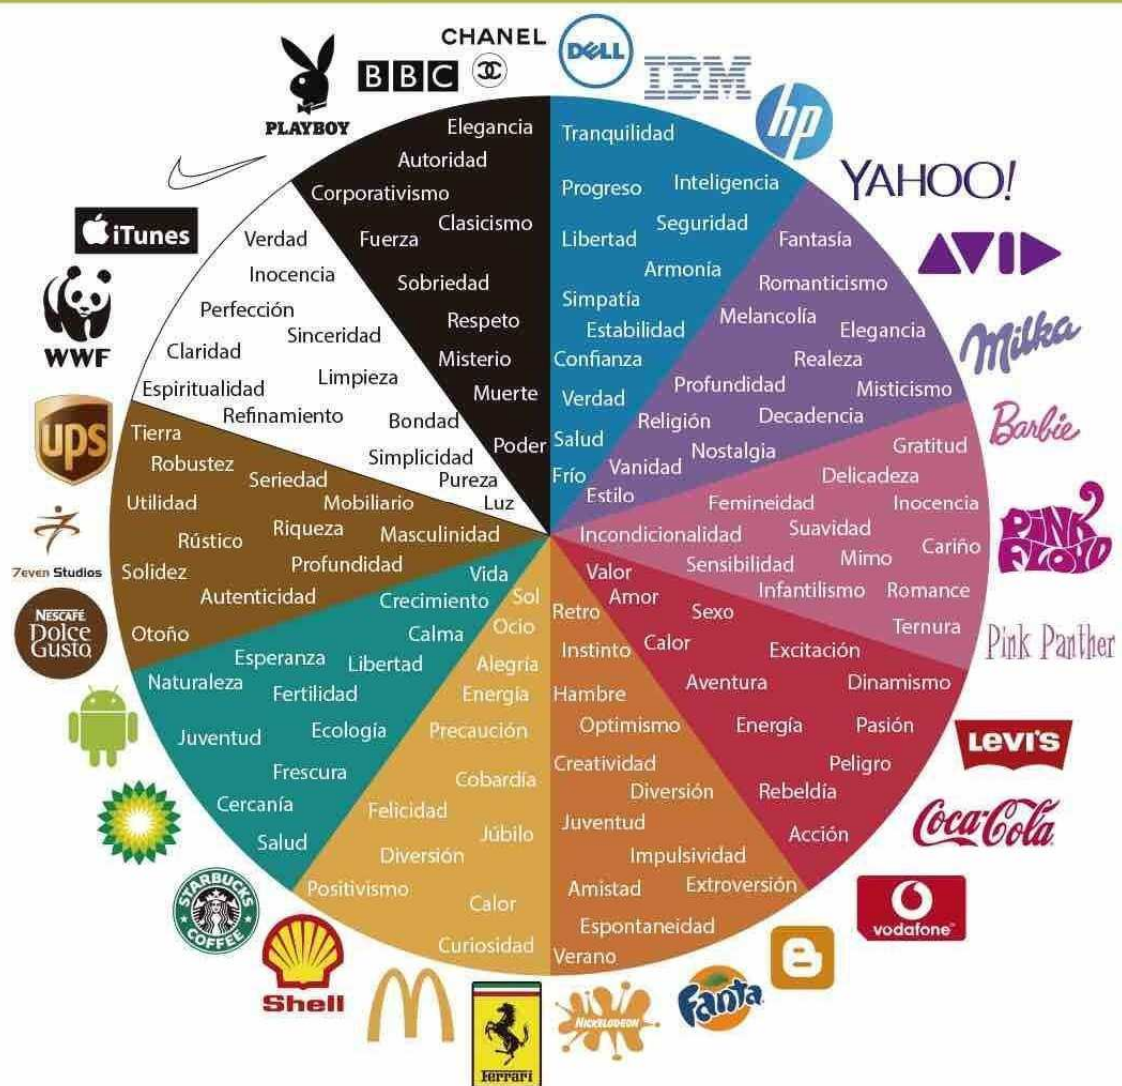 CHANEL
DELL
IBM
hp
YAHOO!
AVID
Milka
Barbie
PINK FLOYD
Pink Panther
LEVI'S
Coca-Cola
vodafone™
Fanta
NICKELODEON
Ferrari
Shell
STARBUCKS
COFFEE
NESCAFÉ
Dolce
Gusto
7even Studios
ups
WWF
iTunes
PLAYBOY
BBC
Elegancia
Autoridad
Corporativismo
Clasicismo
Fuerza
Sobriedad
Respeto
Misterio
Muerte
Poder
Tranquilidad
Progreso
Inteligencia
Seguridad
Libertad
Armonía
Simpatía
Estabilidad
Confianza
Verdad
Salud
Frío
Fantasía
Romanticismo
Melancolía
Elegancia
Realeza
Profundidad
Misticismo
Decadencia
Religión
Nostalgia
Vanidad
Estilo
Gratitud
Delicadeza
Femineidad
Inocencia
Incondicionalidad
Suavidad
Cariño
Sensibilidad
Mimo
Infantilismo
Romance
Ternura
Valor
Amor
Sexo
Calor
Excitación
Aventura
Dinamismo
Energía
Pasión
Peligro
Rebeldía
Acción
Retro
Instinto
Hambre
Optimismo
Creatividad
Diversión
Juventud
Impulsividad
Amistad
Extroversión
Espontaneidad
Verano
Sol
Ocio
Alegría
Energía
Precaución
Cobardía
Felicidad
Júbilo
Diversión
Positivismo
Calor
Curiosidad
Vida
Crecimiento
Calma
Esperanza
Libertad
Naturaleza
Fertilidad
Ecología
Juventud
Frescura
Cercanía
Salud
Tierra
Robustez
Seriedad
Utilidad
Mobiliario
Riqueza
Masculinidad
Rústico
Profundidad
Solidez
Autenticidad
Otoño
Verdad
Inocencia
Perfección
Sinceridad
Claridad
Limpieza
Espiritualidad
Refinamiento
Bondad
Simplicidad
Pureza
Luz